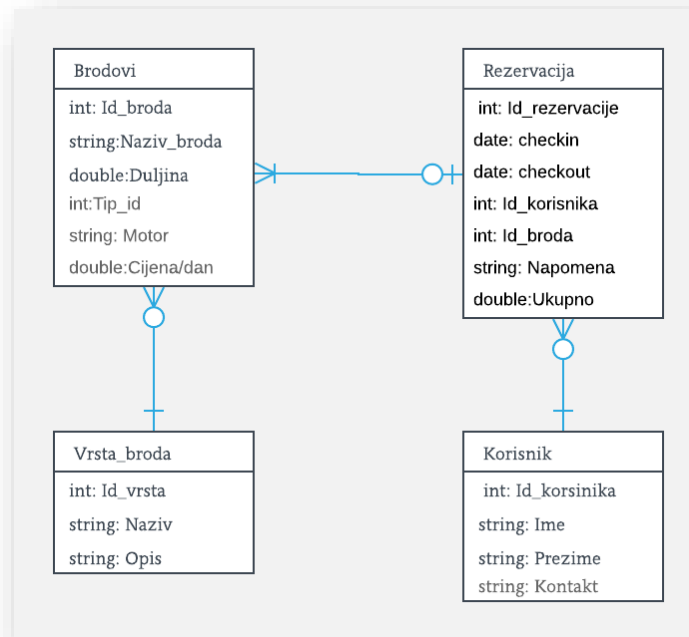 Brodovi
int: Id_broda
string:Naziv_broda
double:Duljina
int:Tip_id
string: Motor
double:Cijena/dan
Rezervacija
int: Id_rezervacije
date: checkin
date: checkout
int: Id_korisnika
int: Id_broda
string: Napomena
double:Ukupno
Vrsta_broda
int: Id_vrsta
string: Naziv
string: Opis
Korisnik
int: Id_korsinika
string: Ime
string: Prezime
string: Kontakt